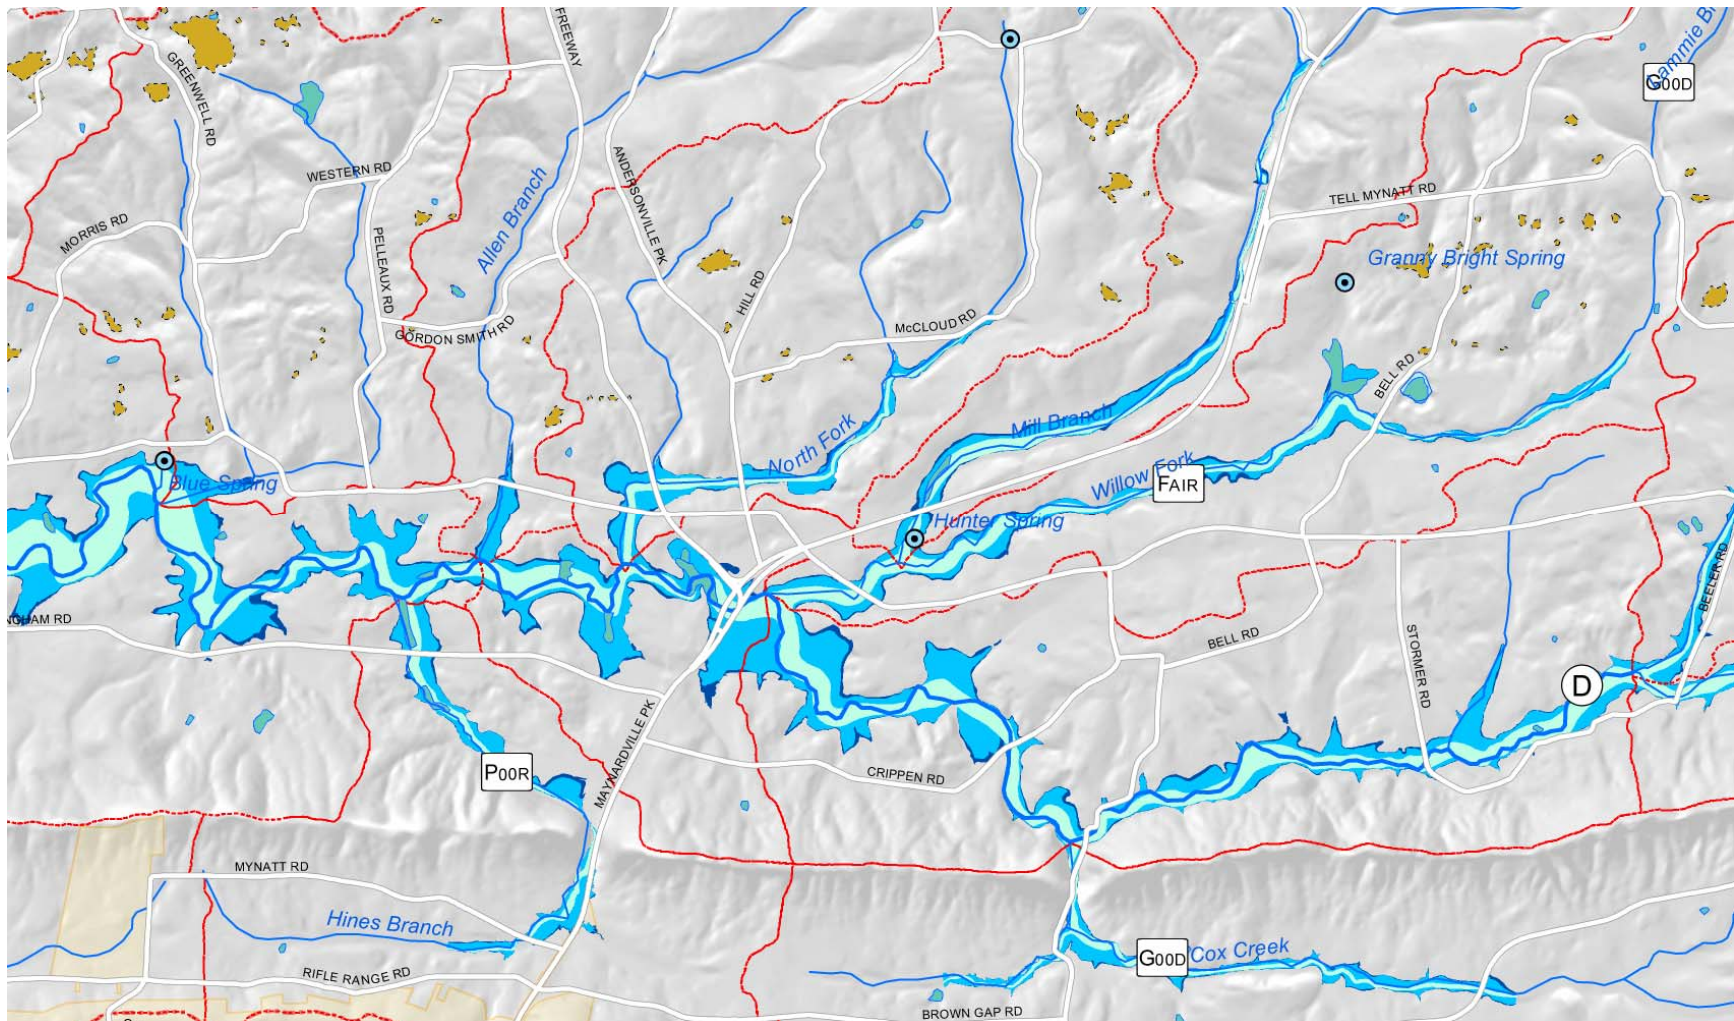 FREEWAY
GREENWELL RD
Lammie B
GOOD
WESTERN RD
ANDERSONVILLE PK
Allen Branch
TELL MYNATT RD
MORRIS RD
PELLEAUX RD
Granny Bright Spring
HILL RD
McCLOUD RD
GORDON SMITH RD
BELL RD
Mill Branch
North Fork
Willow Fork
FAIR
Blue Spring
Hunter Spring
BEELER RD
NGHAM RD
BELL RD
STORMER RD
D
MAYNARDVILLE PK
POOR
CRIPPEN RD
MYNATT RD
Hines Branch
GOOD
Cox Creek
RIFLE RANGE RD
BROWN GAP RD